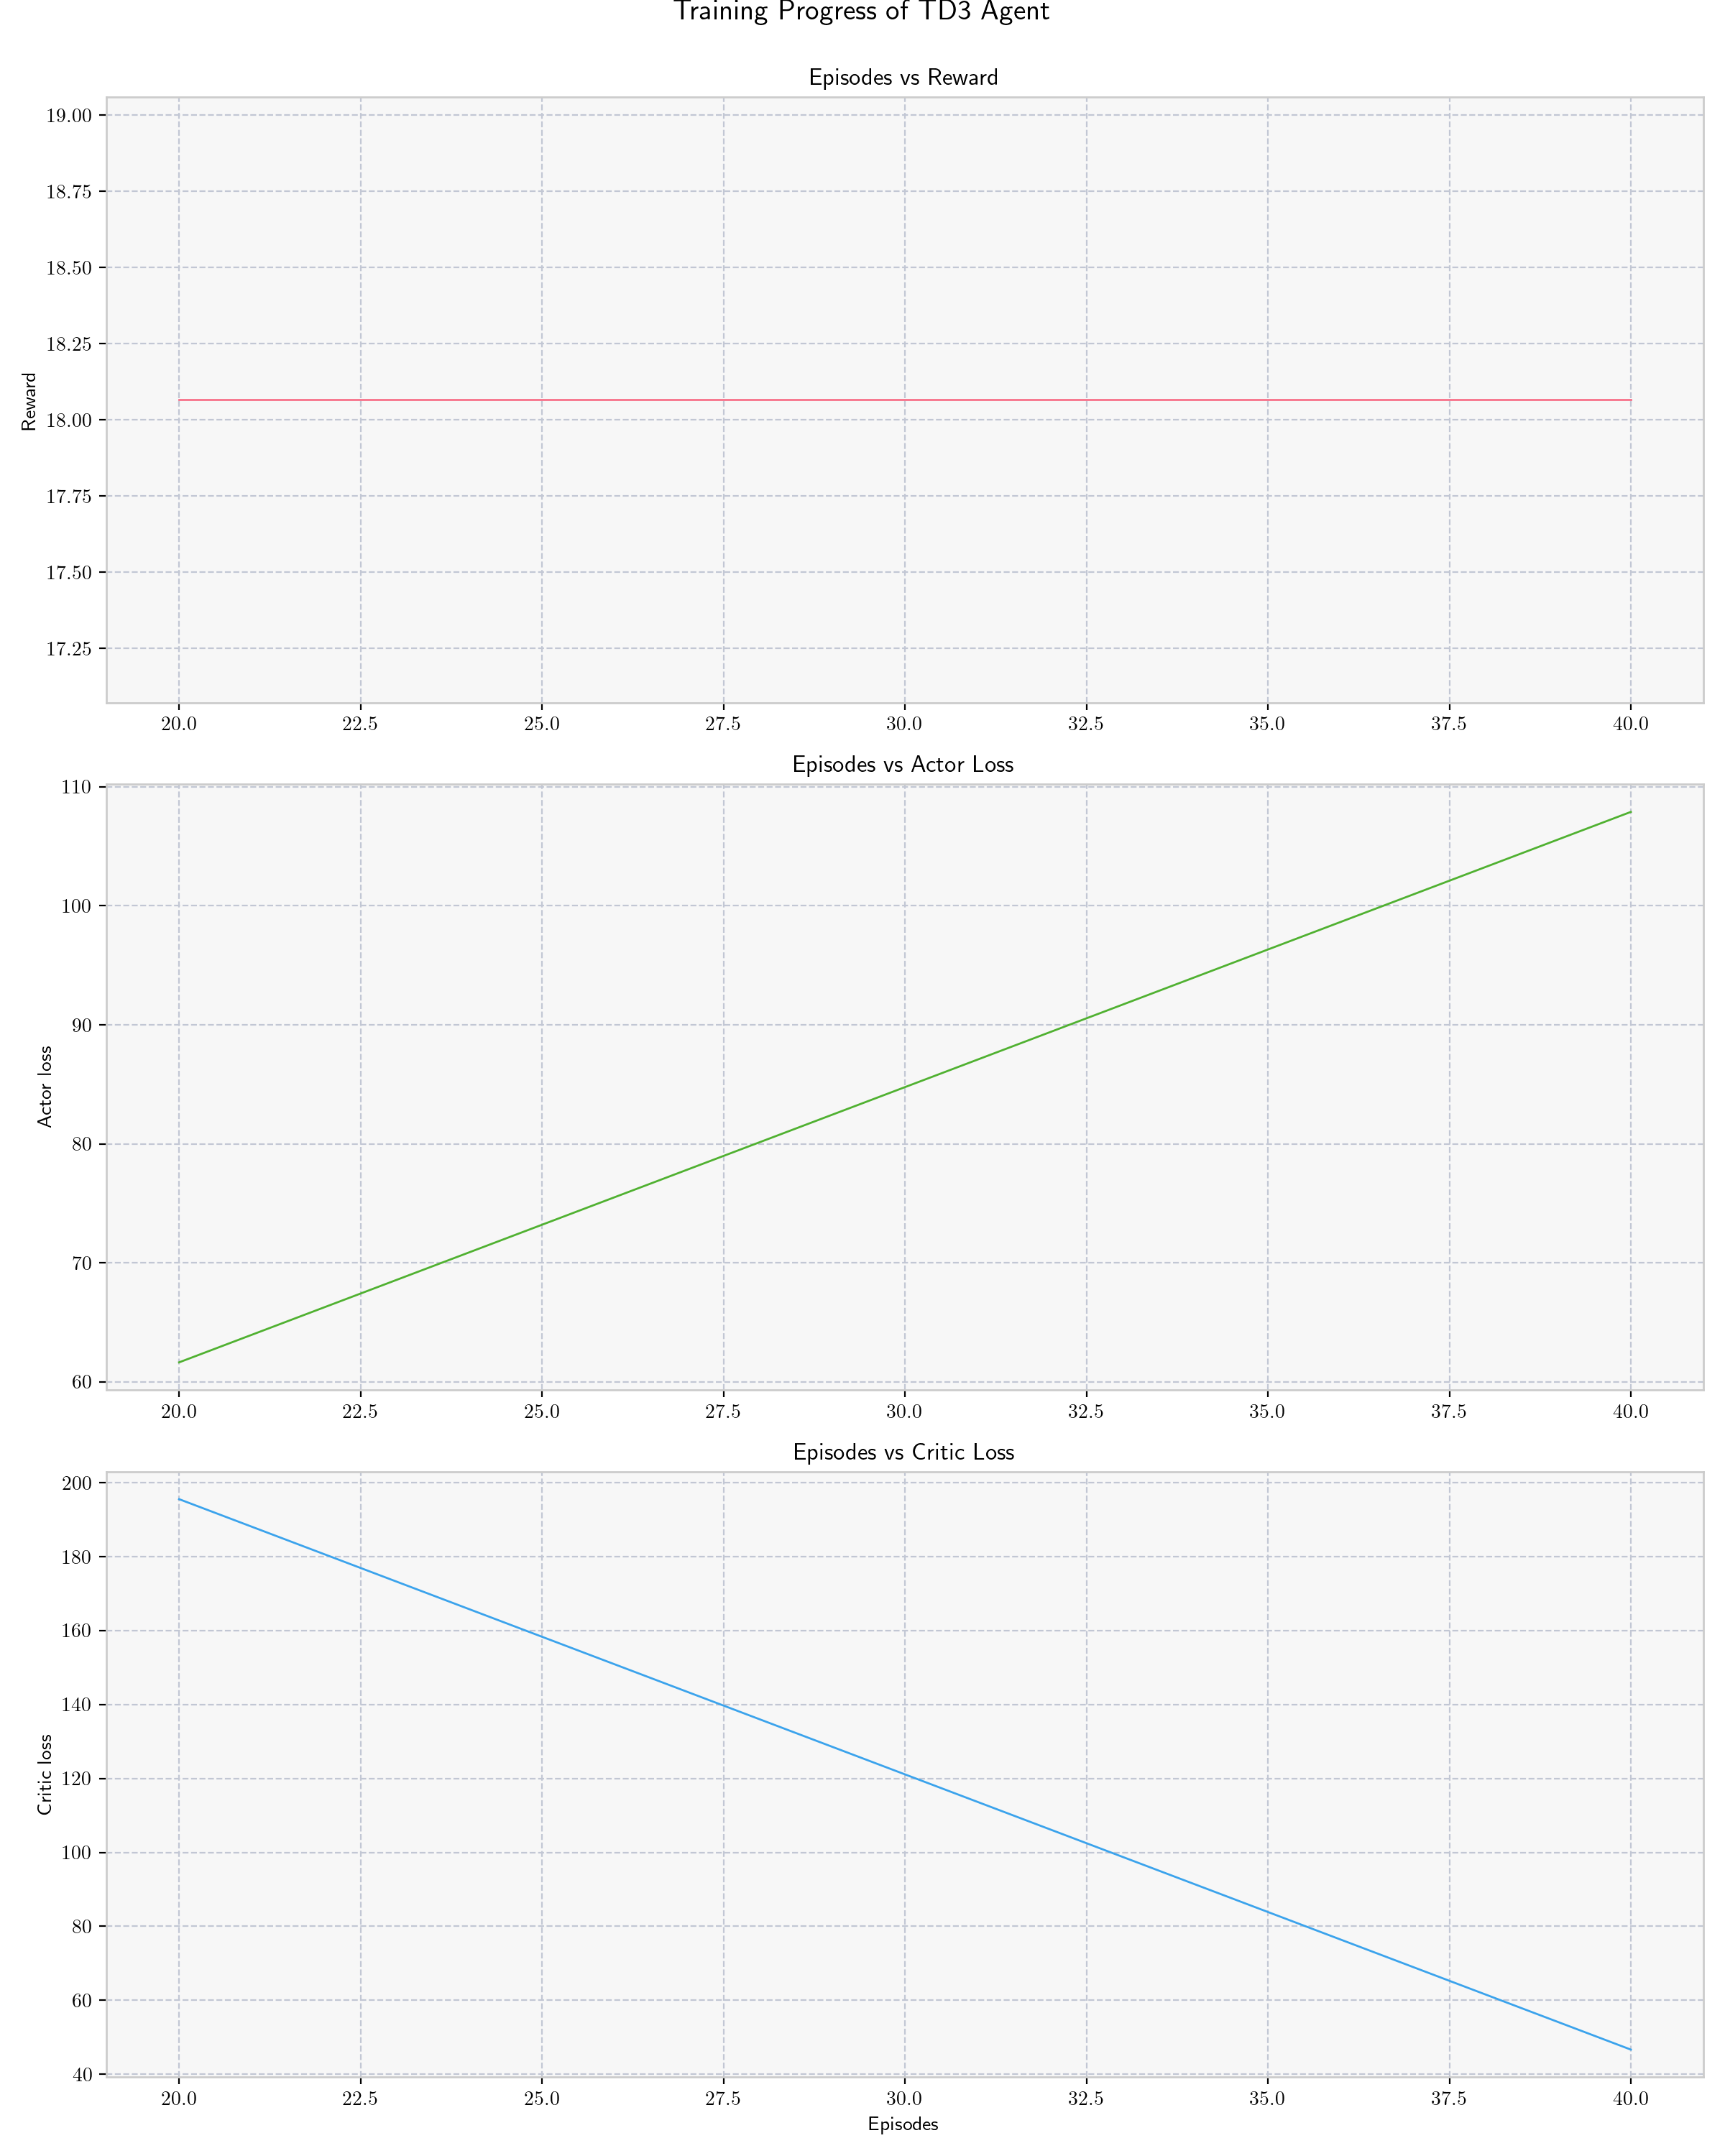 Training Progress of TD3 Agent
Episodes vs Reward
19.00
18.75
18.50
18.25
18.00
17.75
17.50
17.25
Reward
20.0 22.5 25.0 27.5 30.0 32.5 35.0 37.5 40.0
Episodes vs Actor Loss
110
100
90
80
70
60
Actor loss
20.0 22.5 25.0 27.5 30.0 32.5 35.0 37.5 40.0
Episodes vs Critic Loss
200
180
160
140
120
100
80
60
40
Critic loss
20.0 22.5 25.0 27.5 30.0 32.5 35.0 37.5 40.0
Episodes